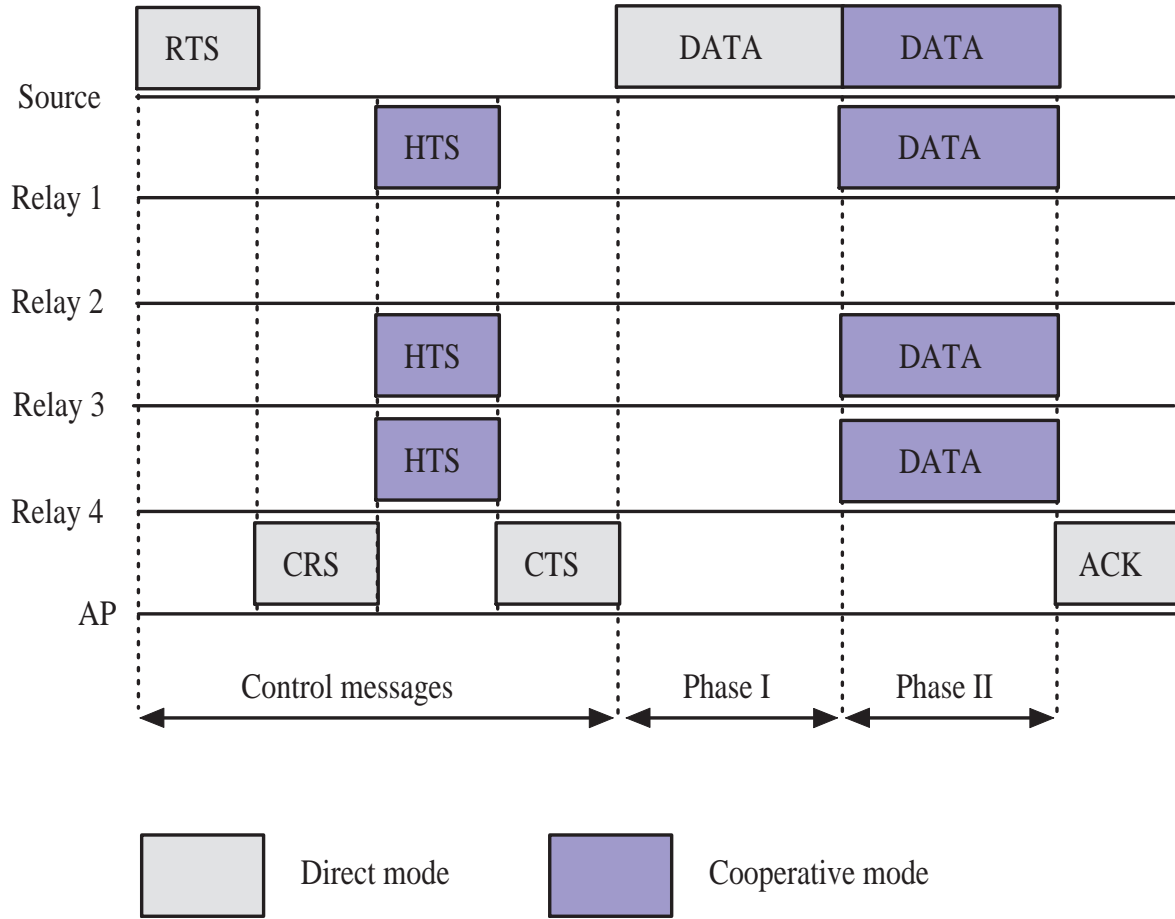 RTS
DATA
DATA
Source
HTS
DATA
Relay 1
Relay 2
HTS
DATA
Relay 3
HTS
DATA
Relay 4
CRS
CTS
ACK
AP
Control messages
Phase I
Phase II
Direct mode
Cooperative mode